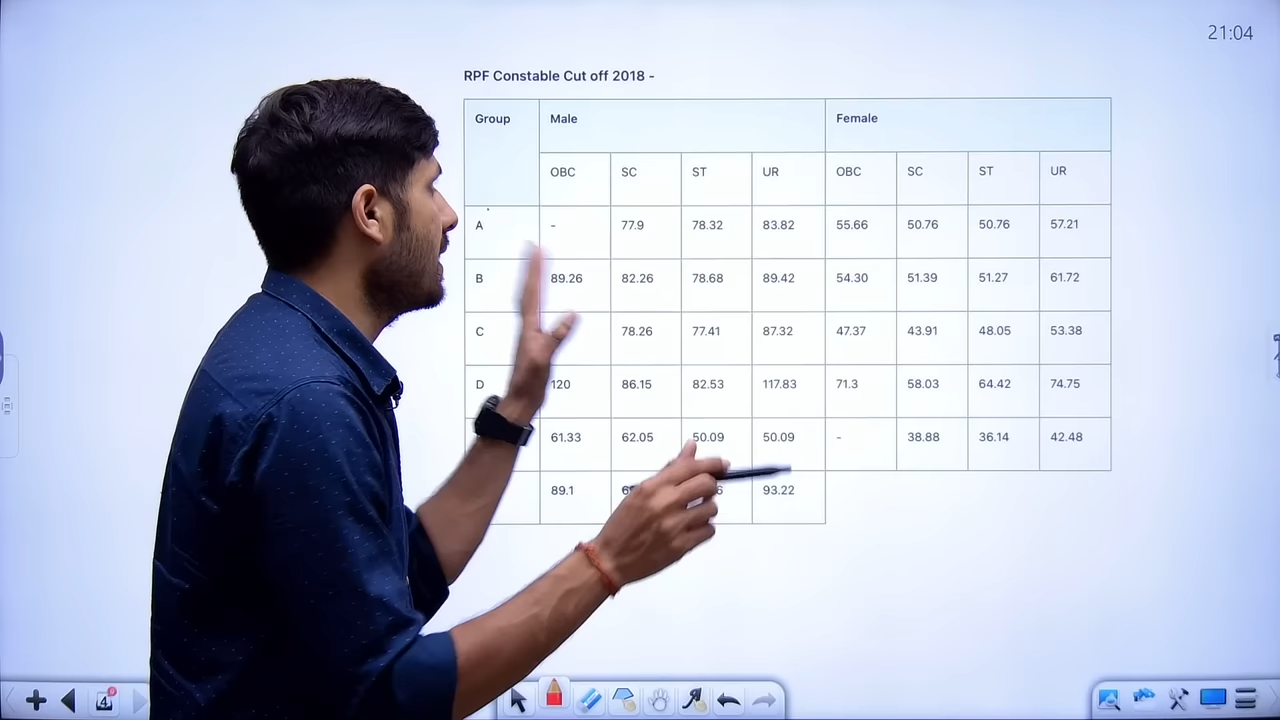 21:04
RPF Constable Cut off 2018 -
Group Male Female
OBC SC ST UR OBC SC ST UR
A - 77.9 78.32 83.82 55.66 50.76 50.76 57.21
B 89.26 82.26 78.68 89.42 54.30 51.39 51.27 61.72
C 78.26 77.41 87.32 47.37 43.91 48.05 53.38
D 120 86.15 82.53 117.83 71.3 58.03 64.42 74.75
61.33 62.05 50.09 50.09 - 38.88 36.14 42.48
89.1 93.22
4